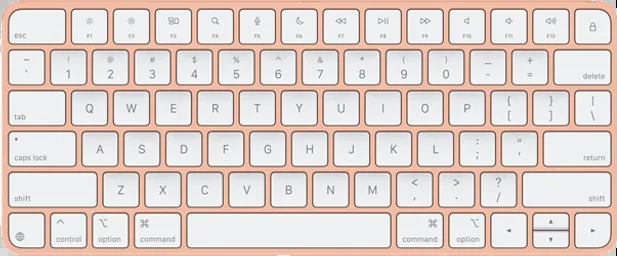 esc F1 F2 F3 F4 F5 F6 F7 F8 F9 F10 F11 F12
~ ! @ # $ % ^ & * ( ) _ +
` 1 2 3 4 5 6 7 8 9 0 - = delete
tab Q W E R T Y U I O P { [ } ] | \
caps lock A S D F G H J K L : ; " ' return
shift Z X C V B N M < , > . ? / shift
^ control ⌥ option ⌘ command ⌘ command ⌥ option ◄ ▲ ▼ ►